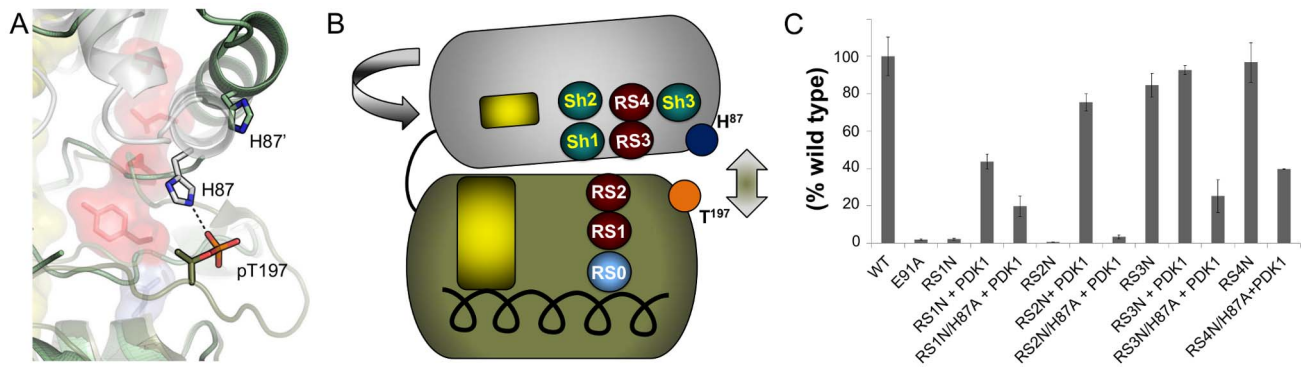 A
H87'
H87
pT197
B
Sh2
RS4
Sh3
H87
Sh1
RS3
RS2
T197
RS1
RS0
C
(% wild type)
100
80
60
40
20
0
WT
E91A
RS1N
RS1N + PDK1
RS1N/H87A + PDK1
RS2N
RS2N+ PDK1
RS2N/H87A + PDK1
RS3N
RS3N + PDK1
RS3N/H87A + PDK1
RS4N
RS4N/H87A+PDK1